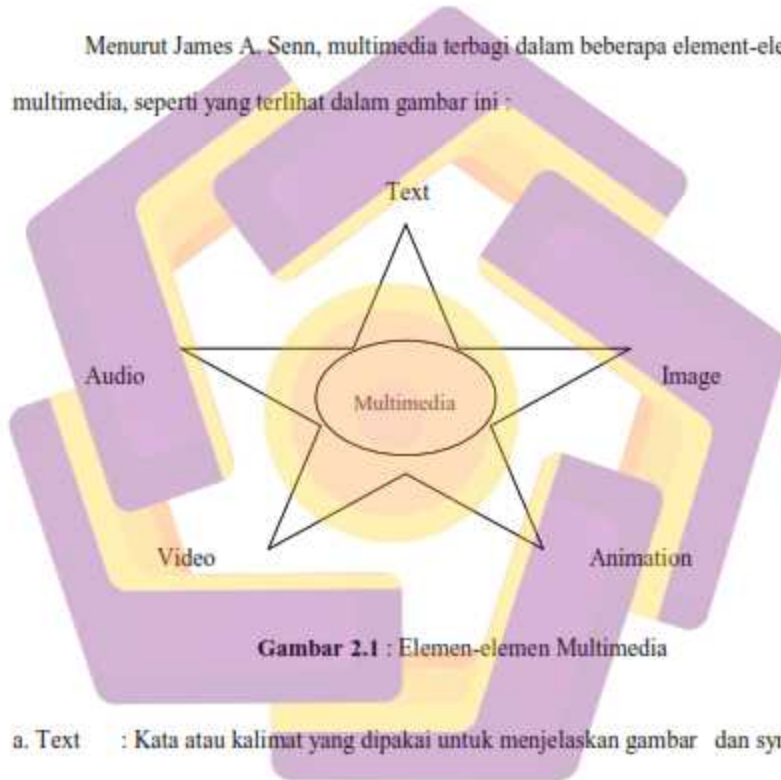 Menurut James A. Senn, multimedia terbagi dalam beberapa element-ele
multimedia, seperti yang terlihat dalam gambar ini :
Text
Audio
Image
Multimedia
Video
Animation
Gambar 2.1 : Elemen-elemen Multimedia
a. Text : Kata atau kalimat yang dipakai untuk menjelaskan gambar dan syn